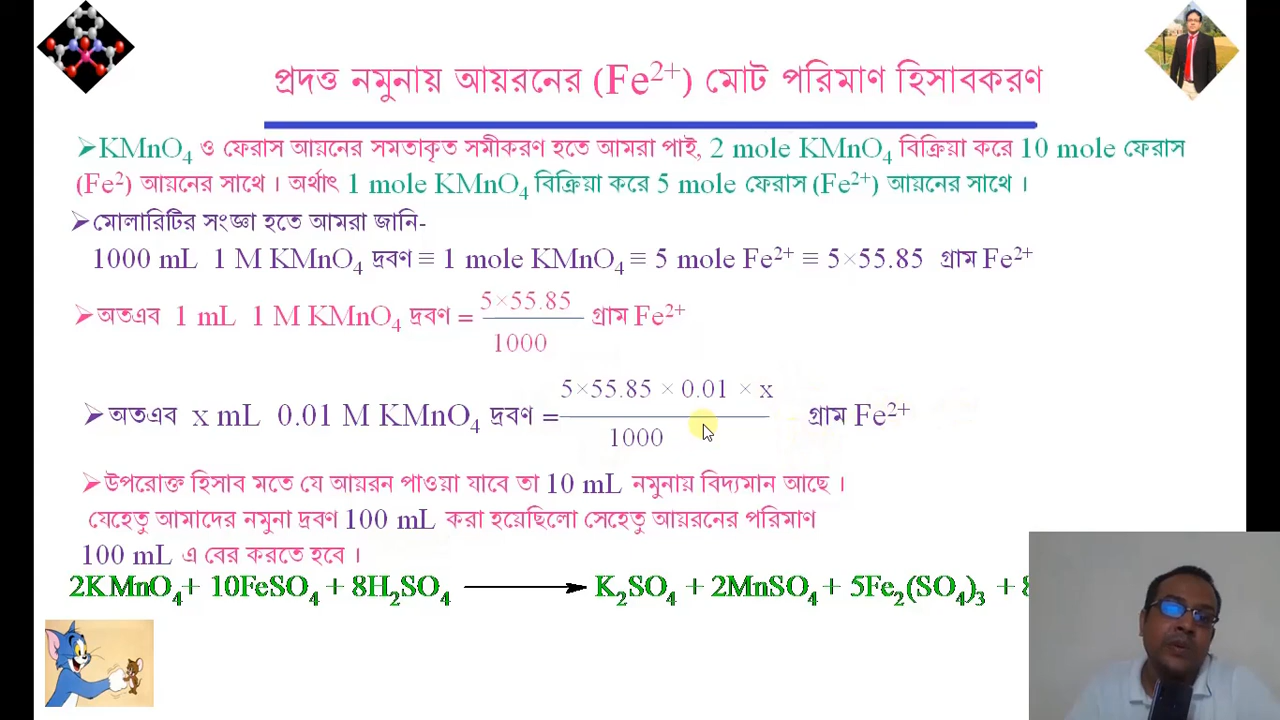 প্রদত্ত নমুনায় আয়রনের (Fe²⁺) মোট পরিমাণ হিসাবকরণ
➢KMnO₄ ও ফেরাস আয়নের সমতাকৃত সমীকরণ হতে আমরা পাই, 2 mole KMnO₄ বিক্রিয়া করে 10 mole ফেরাস
(Fe²) আয়নের সাথে । অর্থাৎ 1 mole KMnO₄ বিক্রিয়া করে 5 mole ফেরাস (Fe²⁺) আয়নের সাথে ।
➢মোলারিটির সংজ্ঞা হতে আমরা জানি-
1000 mL 1 M KMnO₄ দ্রবণ ≡ 1 mole KMnO₄ ≡ 5 mole Fe²⁺ ≡ 5×55.85 গ্রাম Fe²⁺
➢অতএব 1 mL 1 M KMnO₄ দ্রবণ = 5×55.85 / 1000 গ্রাম Fe²⁺
➢অতএব x mL 0.01 M KMnO₄ দ্রবণ = 5×55.85 × 0.01 × x / 1000 গ্রাম Fe²⁺
➢উপরোক্ত হিসাব মতে যে আয়রন পাওয়া যাবে তা 10 mL নমুনায় বিদ্যমান আছে ।
যেহেতু আমাদের নমুনা দ্রবণ 100 mL করা হয়েছিলো সেহেতু আয়রনের পরিমাণ
100 mL এ বের করতে হবে ।
2KMnO₄+ 10FeSO₄ + 8H₂SO₄ ⟶ K₂SO₄ + 2MnSO₄ + 5Fe₂(SO₄)₃ + 8